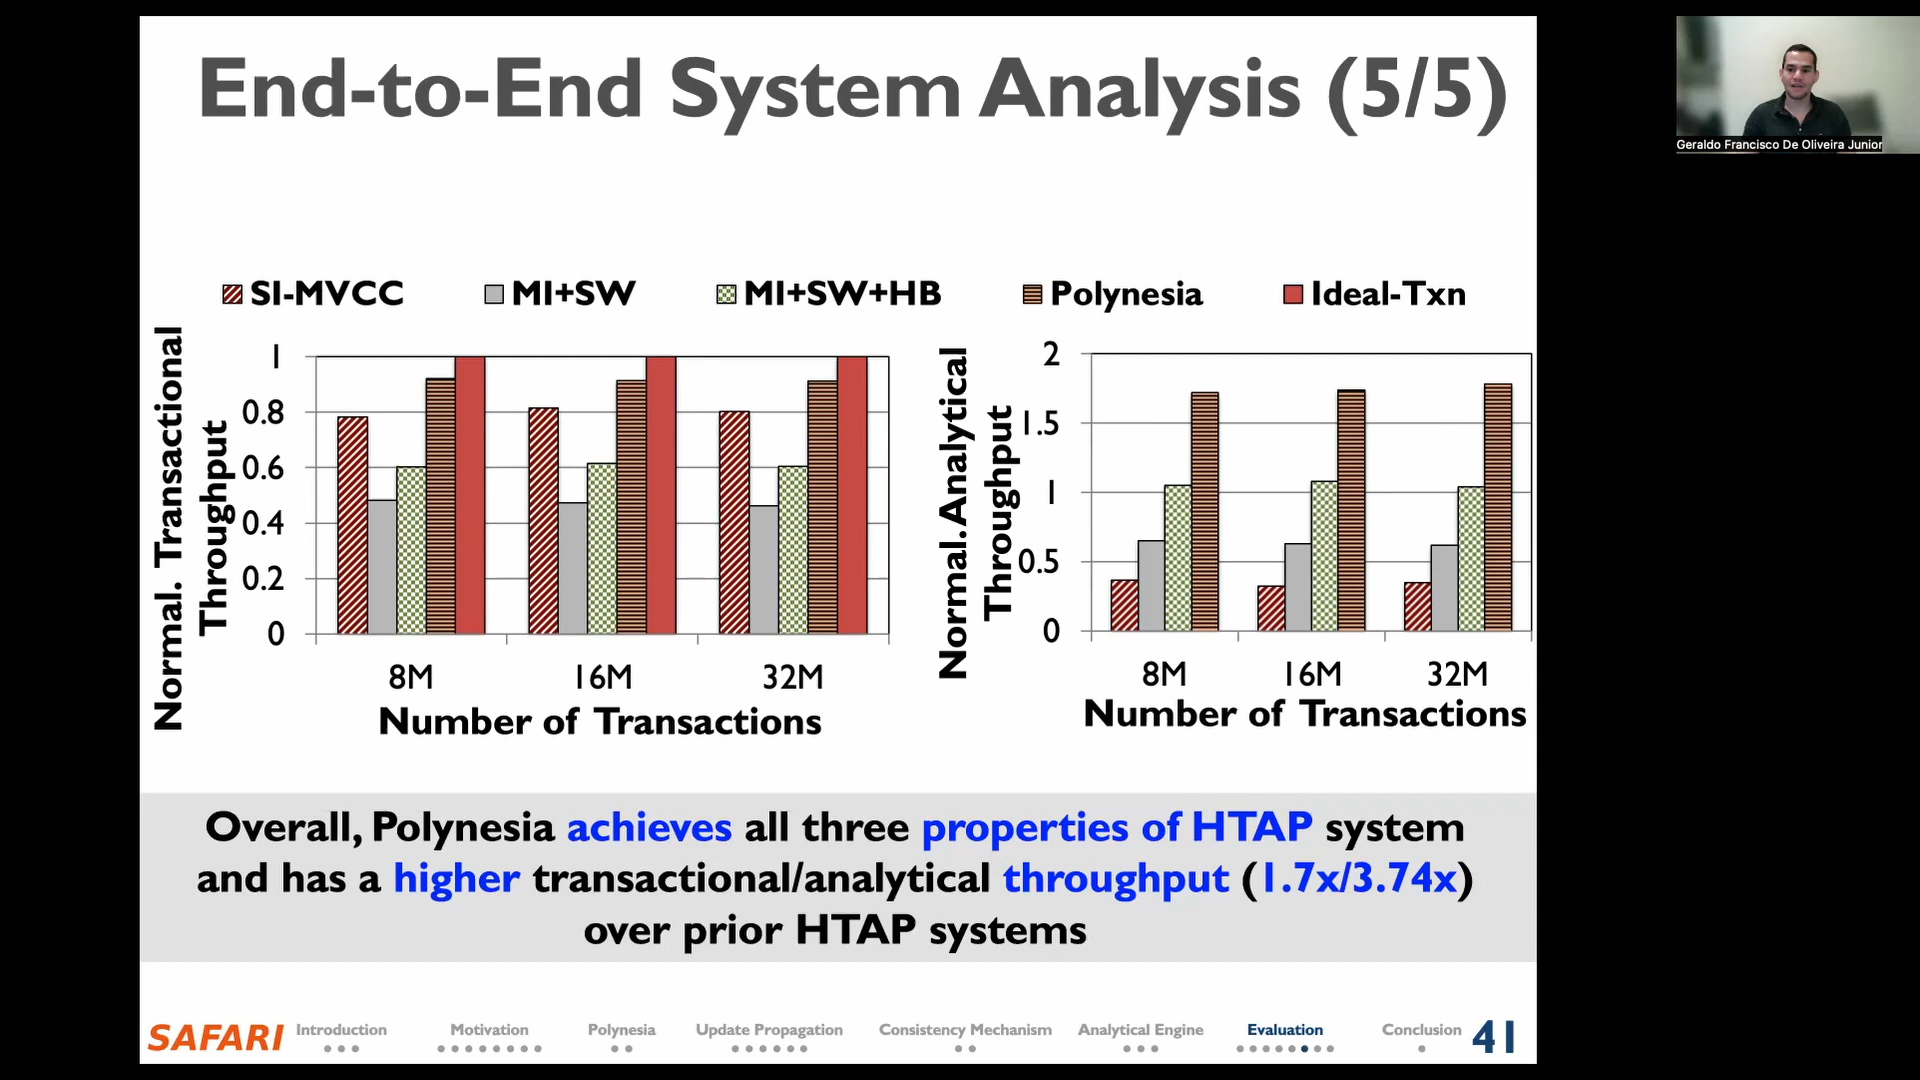 End-to-End System Analysis (5/5)
Geraldo Francisco De Oliveira Junior
SI-MVCC
MI+SW
MI+SW+HB
Polynesia
Ideal-Txn
Normal. Transactional
Throughput
1
0.8
0.6
0.4
0.2
0
8M
16M
32M
Number of Transactions
Normal. Analytical
Throughput
2
1.5
1
0.5
0
8M
16M
32M
Number of Transactions
Overall, Polynesia achieves all three properties of HTAP system
and has a higher transactional/analytical throughput (1.7x/3.74x)
over prior HTAP systems
SAFARI
Introduction
Motivation
Polynesia
Update Propagation
Consistency Mechanism
Analytical Engine
Evaluation
Conclusion
41